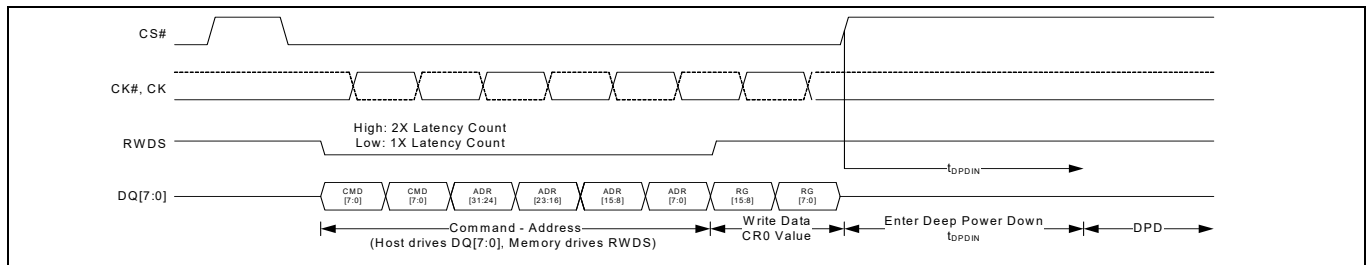 CS#
CK#, CK
High: 2X Latency Count
Low: 1X Latency Count
RWDS
tDPDIN
DQ[7:0]
CMD [7:0] CMD [7:0] ADR [31:24] ADR [23:16] ADR [15:8] ADR [7:0] RG [15:8] RG [7:0]
Command - Address
(Host drives DQ[7:0], Memory drives RWDS)
Write Data
CR0 Value
Enter Deep Power Down
tDPDIN
DPD